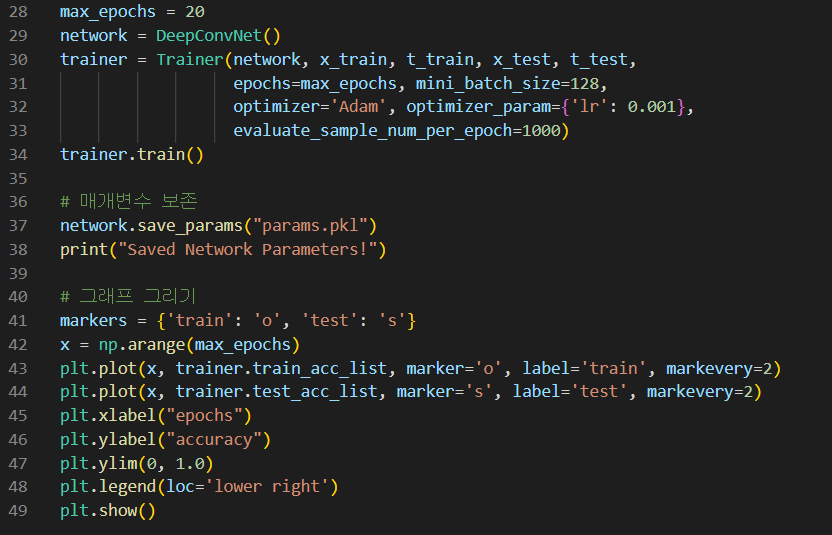 28 max_epochs = 20
29 network = DeepConvNet()
30 trainer = Trainer(network, x_train, t_train, x_test, t_test,
31 epochs=max_epochs, mini_batch_size=128,
32 optimizer='Adam', optimizer_param={'lr': 0.001},
33 evaluate_sample_num_per_epoch=1000)
34 trainer.train()
35
36 # 매개변수 보존
37 network.save_params("params.pkl")
38 print("Saved Network Parameters!")
39
40 # 그래프 그리기
41 markers = {'train': 'o', 'test': 's'}
42 x = np.arange(max_epochs)
43 plt.plot(x, trainer.train_acc_list, marker='o', label='train', markevery=2)
44 plt.plot(x, trainer.test_acc_list, marker='s', label='test', markevery=2)
45 plt.xlabel("epochs")
46 plt.ylabel("accuracy")
47 plt.ylim(0, 1.0)
48 plt.legend(loc='lower right')
49 plt.show()